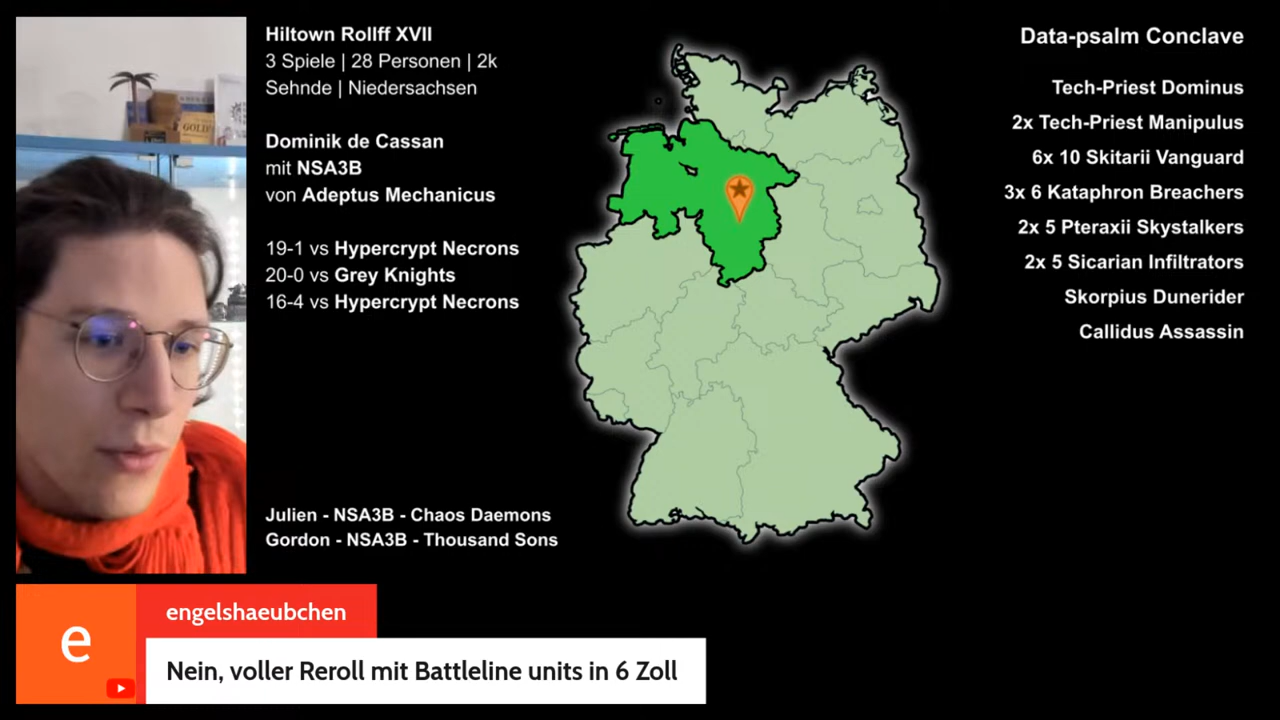 Hiltown Rollff XVII
3 Spiele | 28 Personen | 2k
Sehnde | Niedersachsen
Dominik de Cassan
mit NSA3B
von Adeptus Mechanicus
19-1 vs Hypercrypt Necrons
20-0 vs Grey Knights
16-4 vs Hypercrypt Necrons
Julien - NSA3B - Chaos Daemons
Gordon - NSA3B - Thousand Sons
Data-psalm Conclave
Tech-Priest Dominus
2x Tech-Priest Manipulus
6x 10 Skitarii Vanguard
3x 6 Kataphron Breachers
2x 5 Pteraxii Skystalkers
2x 5 Sicarian Infiltrators
Skorpius Dunerider
Callidus Assassin
e
engelshaeubchen
Nein, voller Reroll mit Battleline units in 6 Zoll